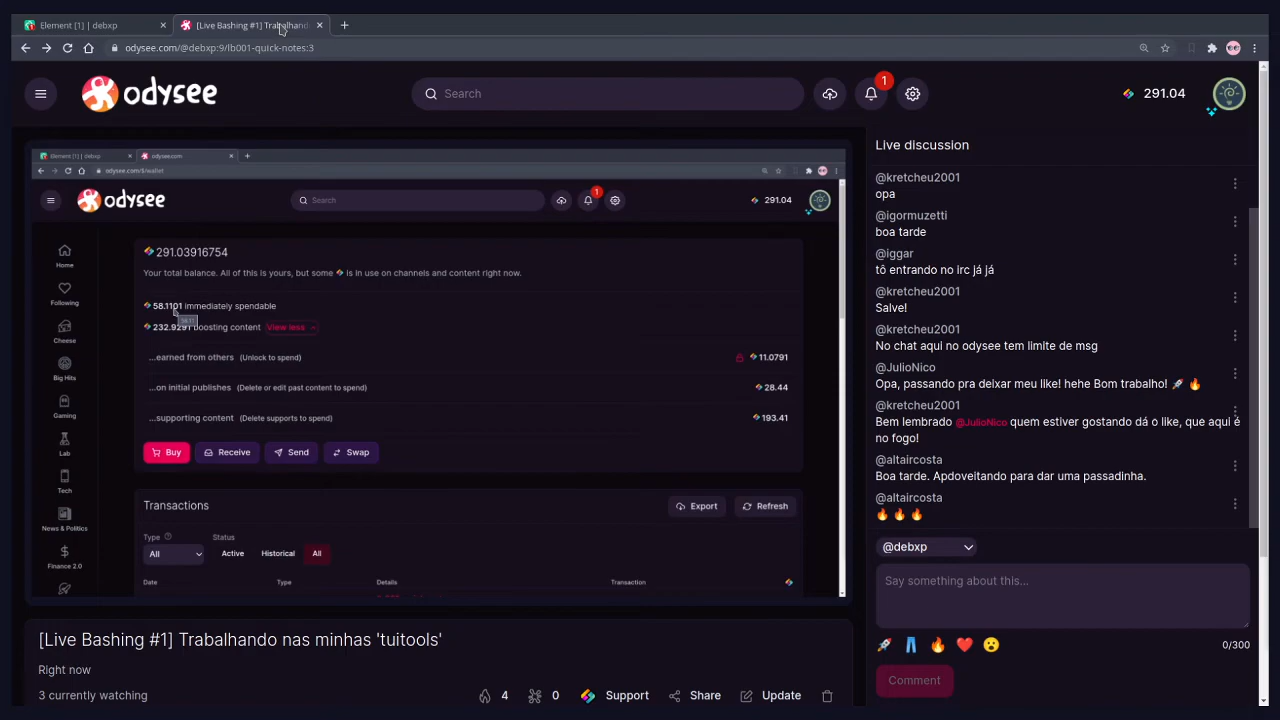 Element [1] | debxp
[Live Bashing #1] Trabalhand
odysee.com/@debxp:9/lb001-quick-notes:3
odysee
Search
1
291.04
Element [1] | debxp
odysee.com
odysee.com/$/wallet
odysee
Search
1
291.04
Home
Following
Cheese
Big Hits
Gaming
Lab
Tech
News & Politics
Finance 2.0
291.03916754
Your total balance. All of this is yours, but some is in use on channels and content right now.
58.1101 immediately spendable
58.11
boosting content View less
...earned from others (Unlock to spend) 11.0791
...on initial publishes (Delete or edit past content to spend) 28.44
...supporting content (Delete supports to spend) 193.41
Buy
Receive
Send
Swap
Transactions
Export
Refresh
Type
Status
All
Active
Historical
All
Date
Type
Details
Transaction
[Live Bashing #1] Trabalhando nas minhas 'tuitools'
Right now
3 currently watching
4
0
Support
Share
Update
Live discussion
@kretcheu2001
opa
@igormuzetti
boa tarde
@iggar
tô entrando no irc já já
@kretcheu2001
Salve!
@kretcheu2001
No chat aqui no odysee tem limite de msg
@JulioNico
Opa, passando pra deixar meu like! hehe Bom trabalho! 🚀 🔥
@kretcheu2001
Bem lembrado @JulioNico quem estiver gostando dá o like, que aqui é
no fogo!
@altaircosta
Boa tarde. Apdoveitando para dar uma passadinha.
@altaircosta
🔥 🔥 🔥
@debxp
Say something about this...
0/300
Comment